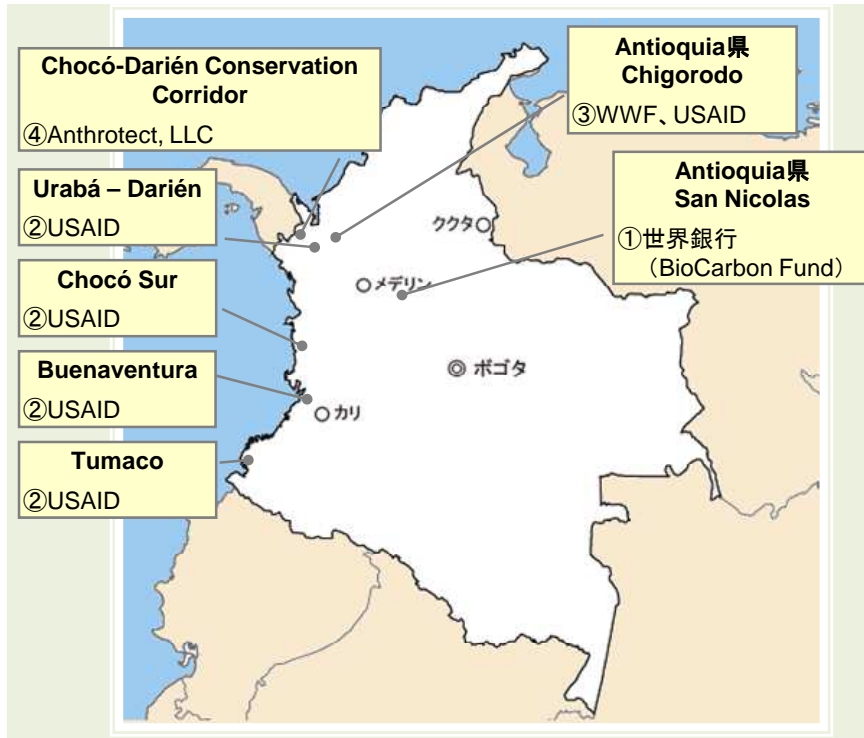 Chocó-Darién Conservation
Corridor
④Anthrotect, LLC
Urabá – Darién
②USAID
Chocó Sur
②USAID
Buenaventura
②USAID
Tumaco
②USAID
Antioquia県
Chigorodo
③WWF、USAID
Antioquia県
San Nicolas
①世界銀行
（BioCarbon Fund）
ククタ
メデリン
ボゴタ
カリ